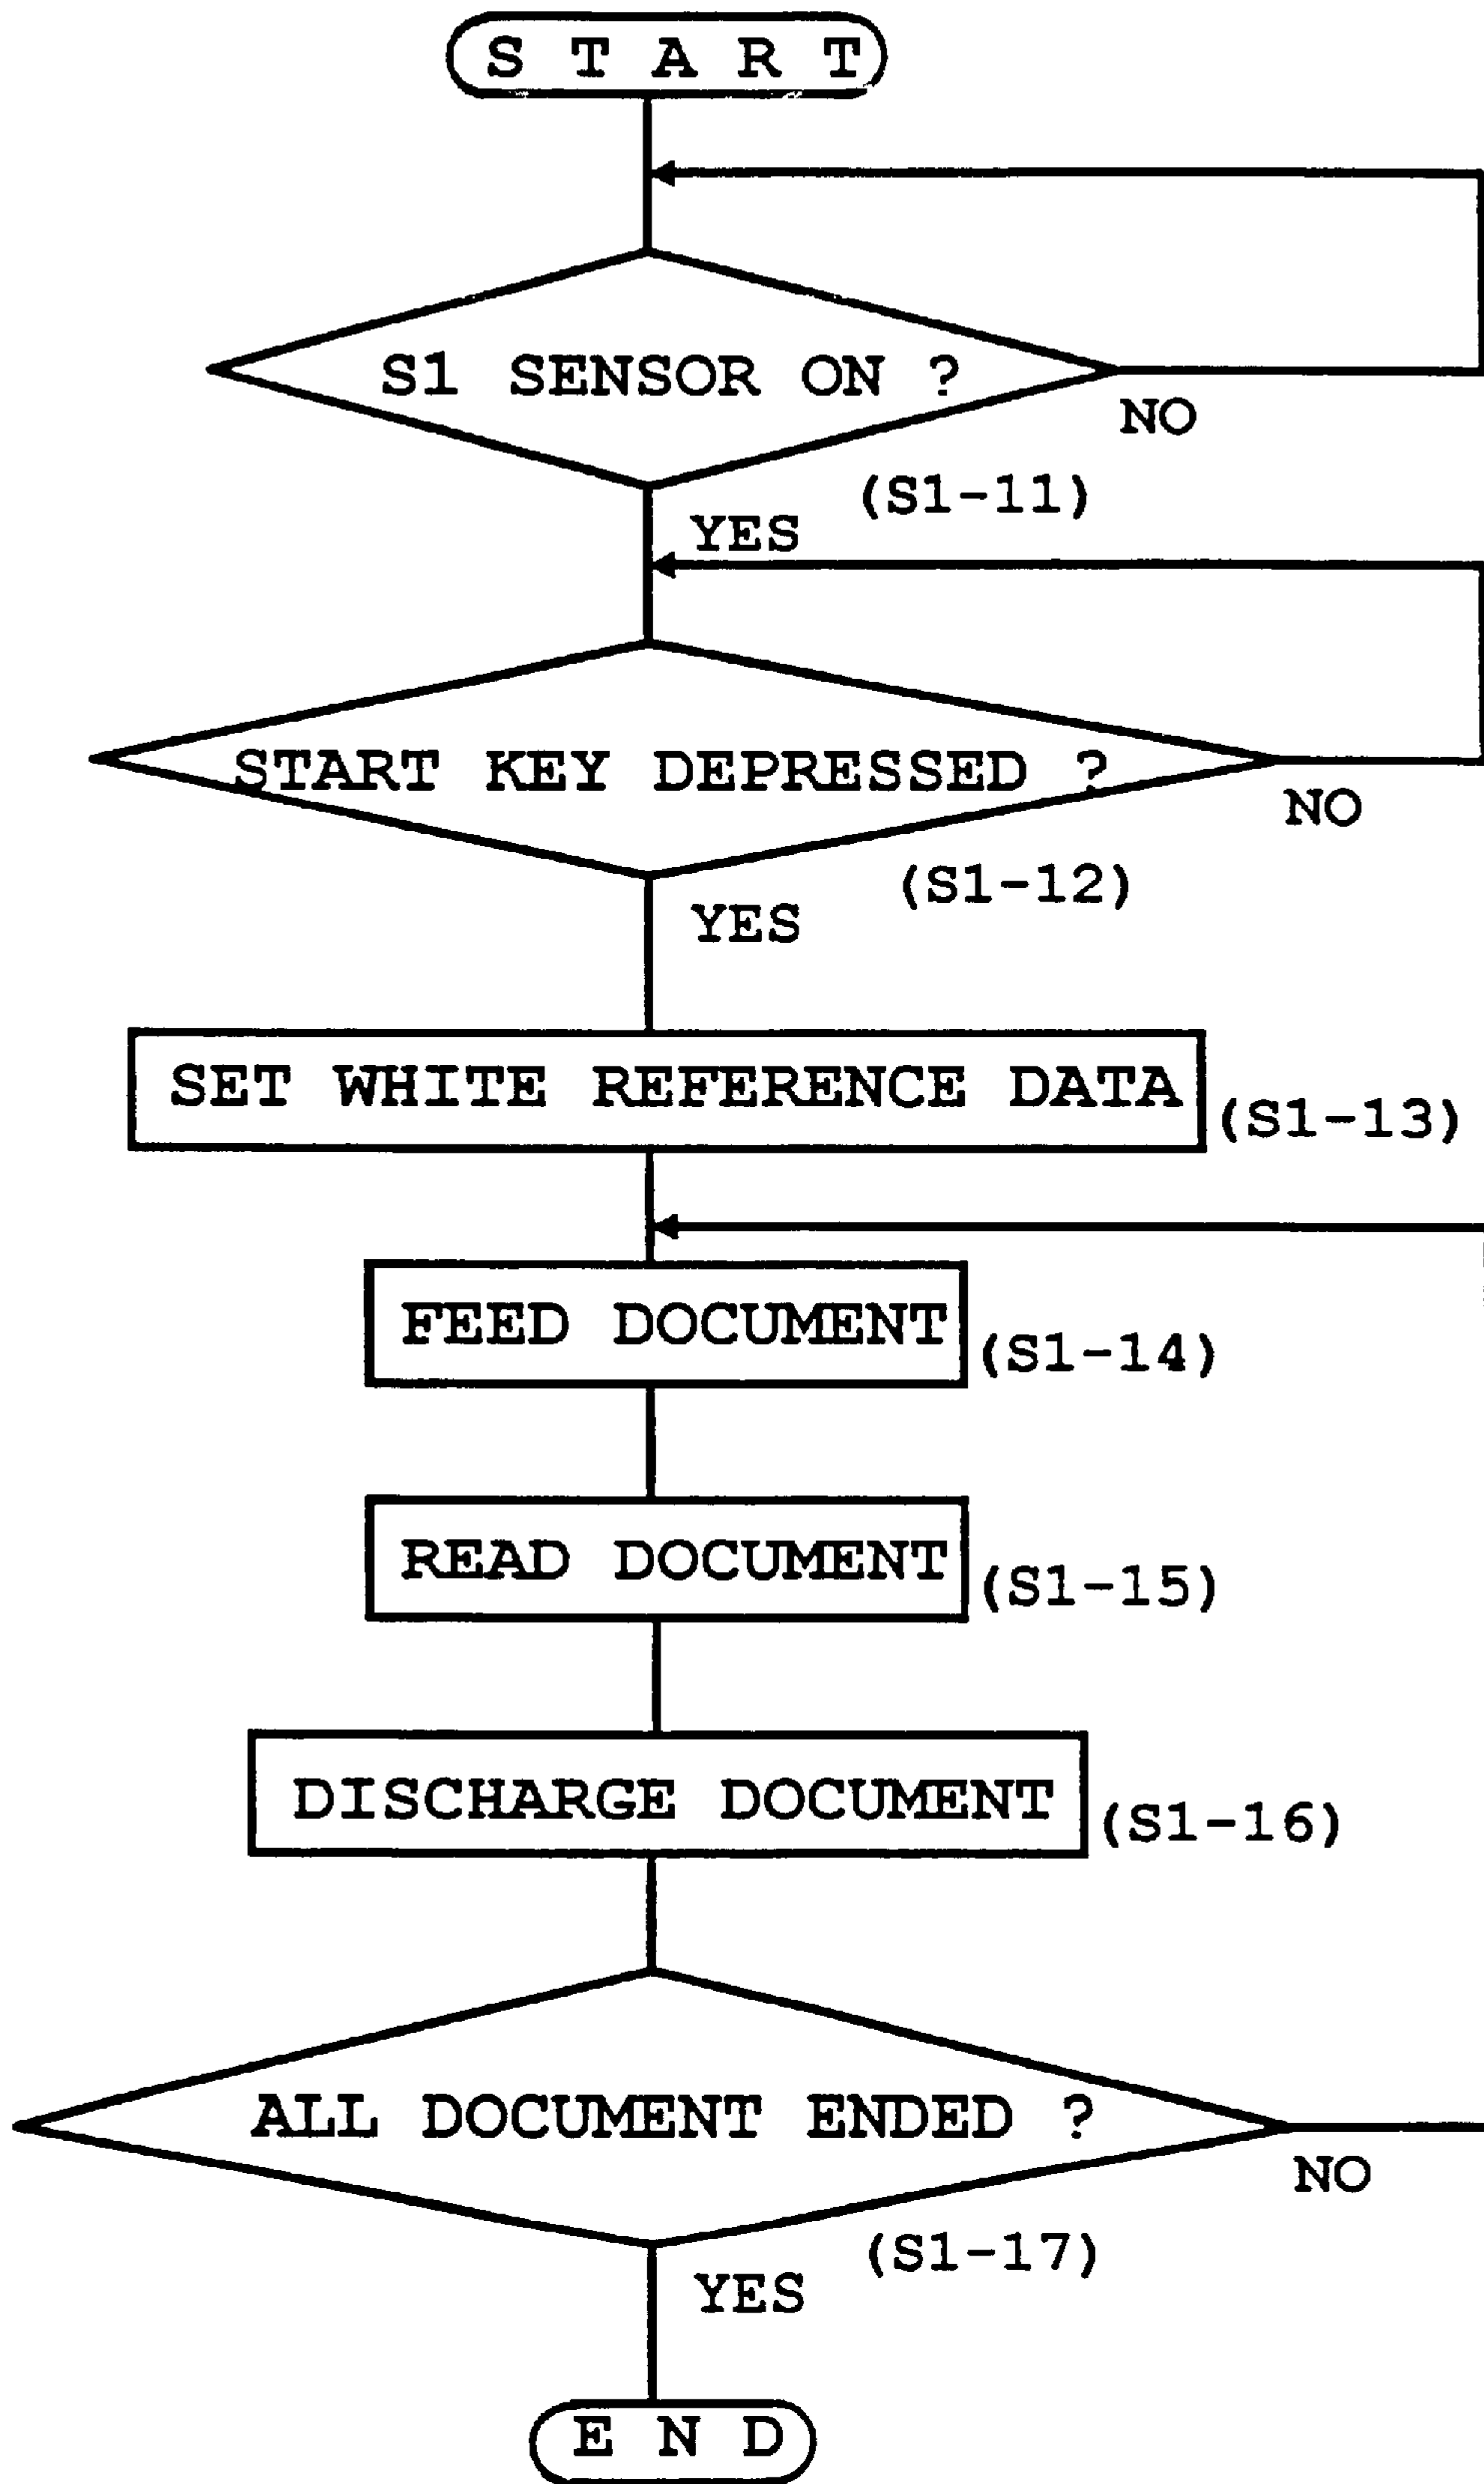 START
S1 SENSOR ON ?
NO
(S1-11)
YES
START KEY DEPRESSED ?
NO
(S1-12)
YES
SET WHITE REFERENCE DATA
(S1-13)
FEED DOCUMENT
(S1-14)
READ DOCUMENT
(S1-15)
DISCHARGE DOCUMENT
(S1-16)
ALL DOCUMENT ENDED ?
NO
(S1-17)
YES
END